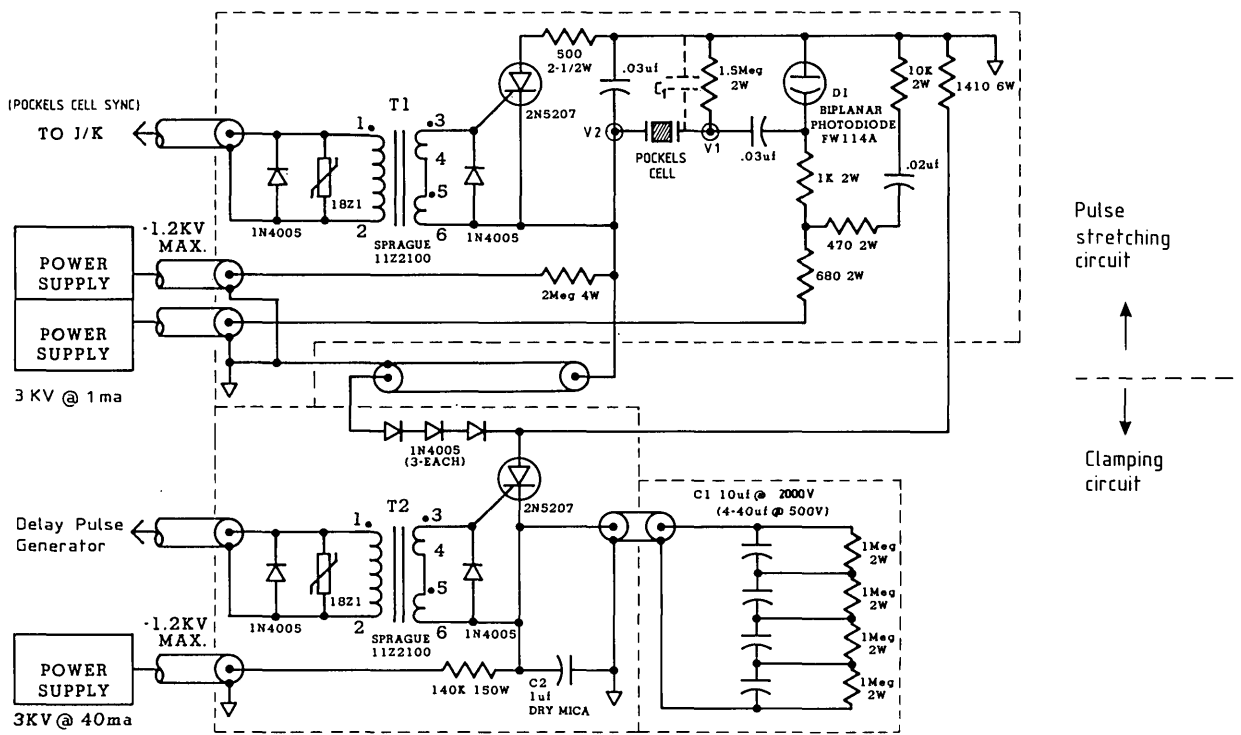 (POCKELS CELL SYNC)
TO J/K
1
2
T1
3
4
5
6
18Z1
1N4005
SPRAGUE
11Z2100
1N4005
2N5207
500
2-1/2W
.03uf
C1
1.5Meg
2W
V2
POCKELS
CELL
V1
.03uf
D1
BIPLANAR
PHOTODIODE
FW114A
10K
2W
1410 6W
.02uf
1K 2W
470 2W
680 2W
Pulse
stretching
circuit
-1.2KV
MAX.
POWER
SUPPLY
POWER
SUPPLY
3 KV @ 1ma
2Meg 4W
1N4005
(3-EACH)
2N5207
Clamping
circuit
C1 10uf @ 2000V
(4-40uf @ 500V)
1Meg
2W
1Meg
2W
1Meg
2W
1Meg
2W
Delay Pulse
Generator
1
2
T2
3
4
5
6
18Z1
1N4005
SPRAGUE
11Z2100
1N4005
-1.2KV
MAX.
POWER
SUPPLY
3KV @ 40ma
140K 150W
C2
1uf
DRY MICA